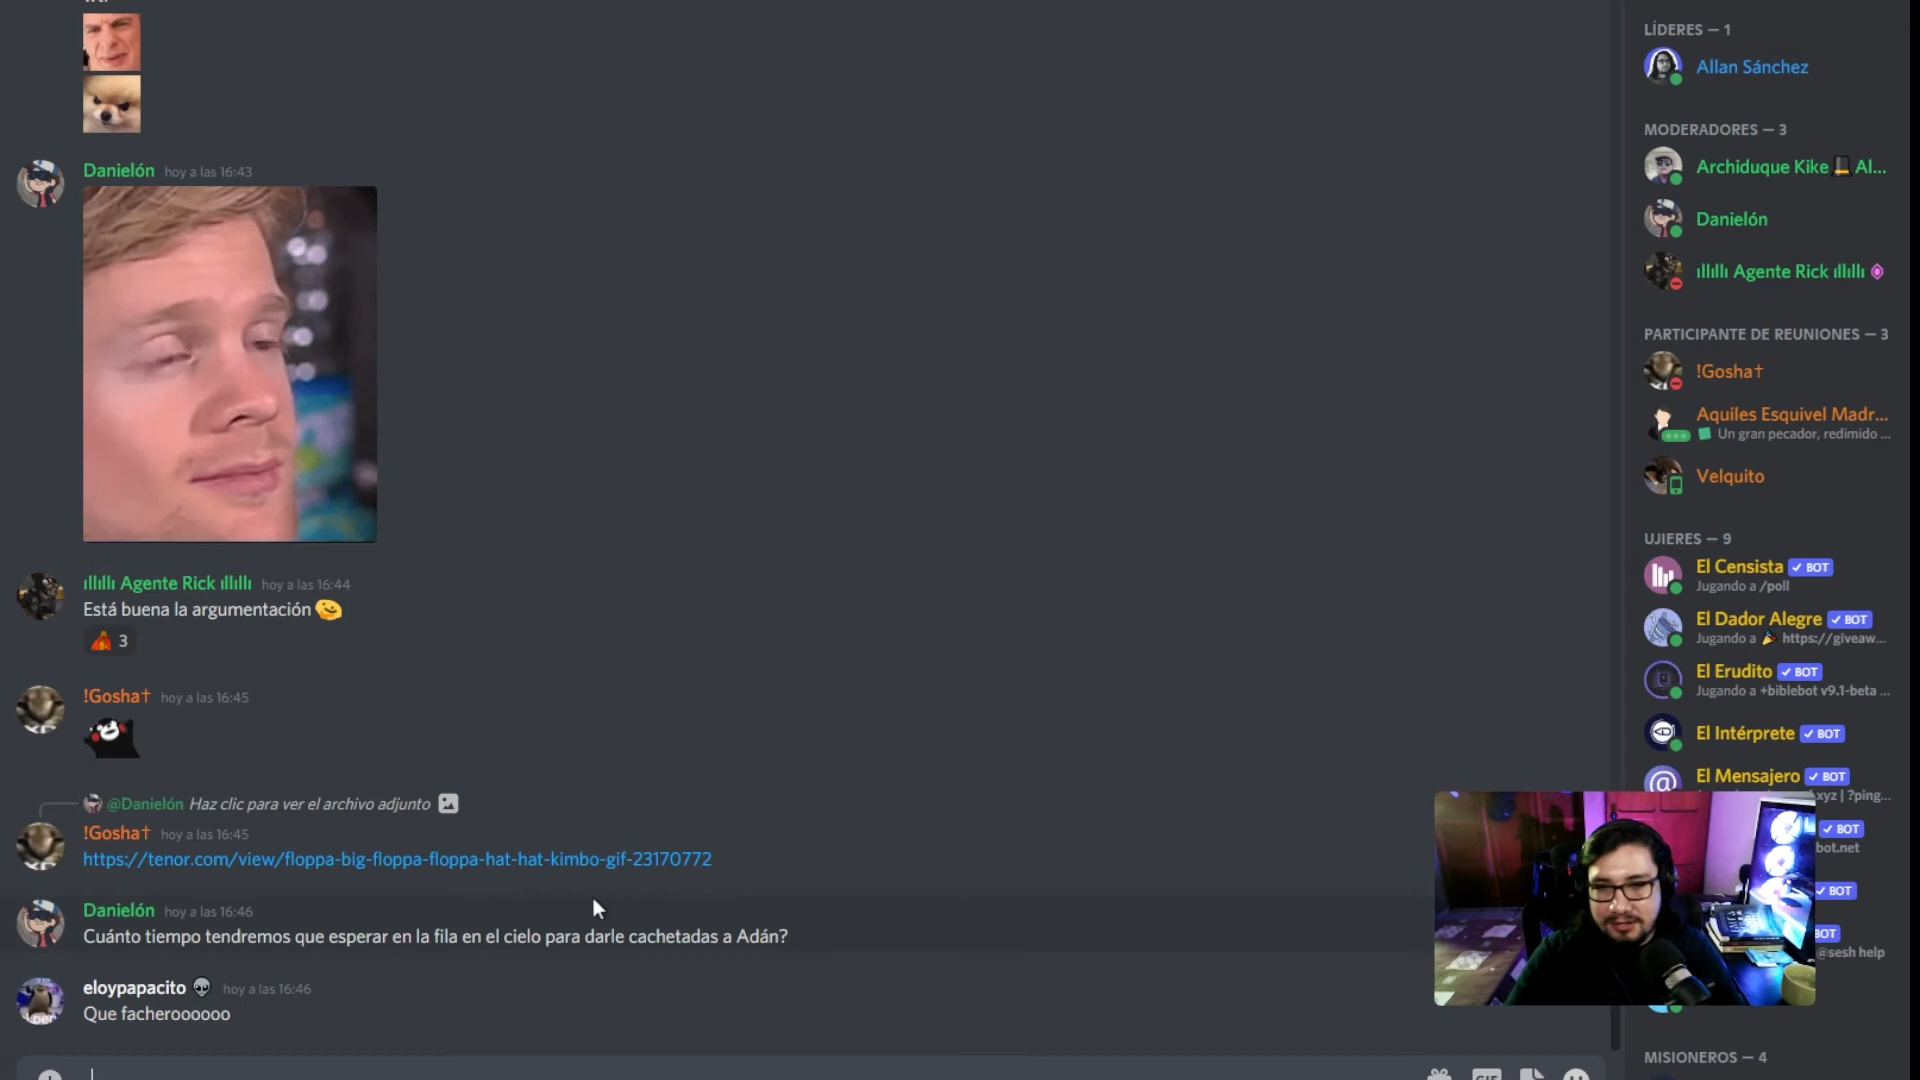 Danielón hoy a las 16:43
ıllıllı Agente Rick ıllıllı hoy a las 16:44
Está buena la argumentación
3
!Gosha† hoy a las 16:45
@Danielón Haz clic para ver el archivo adjunto
!Gosha† hoy a las 16:45
https://tenor.com/view/floppa-big-floppa-floppa-hat-hat-kimbo-gif-23170772
Danielón hoy a las 16:46
Cuánto tiempo tendremos que esperar en la fila en el cielo para darle cachetadas a Adán?
eloypapacito hoy a las 16:46
Que facheroooooo
GIF
LÍDERES — 1
Allan Sánchez
MODERADORES — 3
Archiduque Kike Al...
Danielón
ıllıllı Agente Rick ıllıllı
PARTICIPANTE DE REUNIONES — 3
!Gosha†
Aquiles Esquivel Madr...
Un gran pecador, redimido ...
Velquito
UJIERES — 9
El Censista BOT
Jugando a /poll
El Dador Alegre BOT
Jugando a https://giveaw...
El Erudito BOT
Jugando a +biblebot v9.1-beta ...
El Intérprete BOT
El Mensajero BOT
xyz | ?ping...
BOT
bot.net
BOT
BOT
@sesh help
MISIONEROS — 4